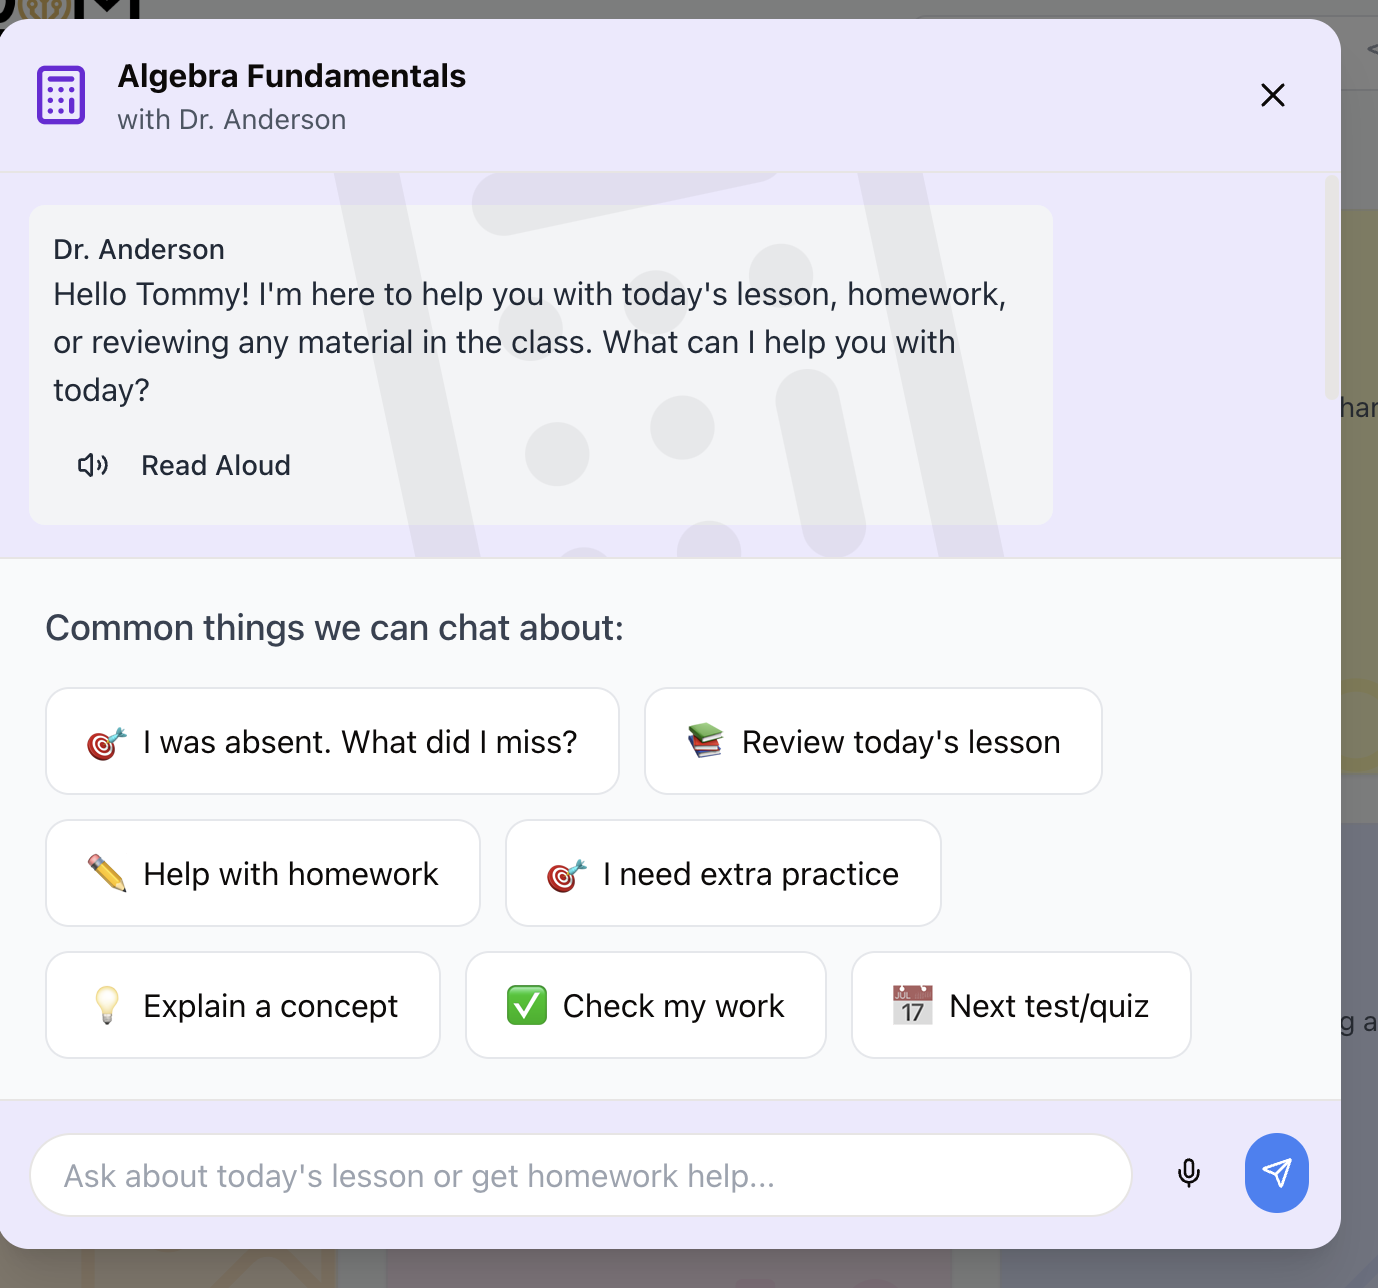 Algebra Fundamentals
with Dr. Anderson
Dr. Anderson
Hello Tommy! I'm here to help you with today's lesson, homework,
or reviewing any material in the class. What can I help you with
today?
Read Aloud
Common things we can chat about:
I was absent. What did I miss?
Review today's lesson
Help with homework
I need extra practice
Explain a concept
Check my work
JUL
17
Next test/quiz
Ask about today's lesson or get homework help...